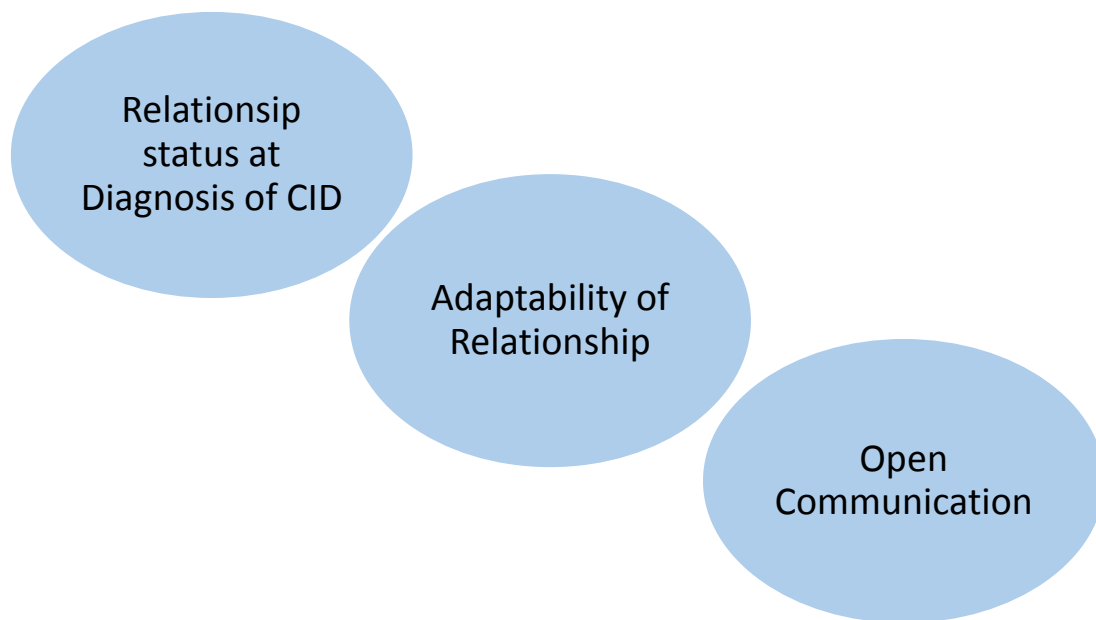 Relationsip
status at
Diagnosis of CID
Adaptability of
Relationship
Open
Communication